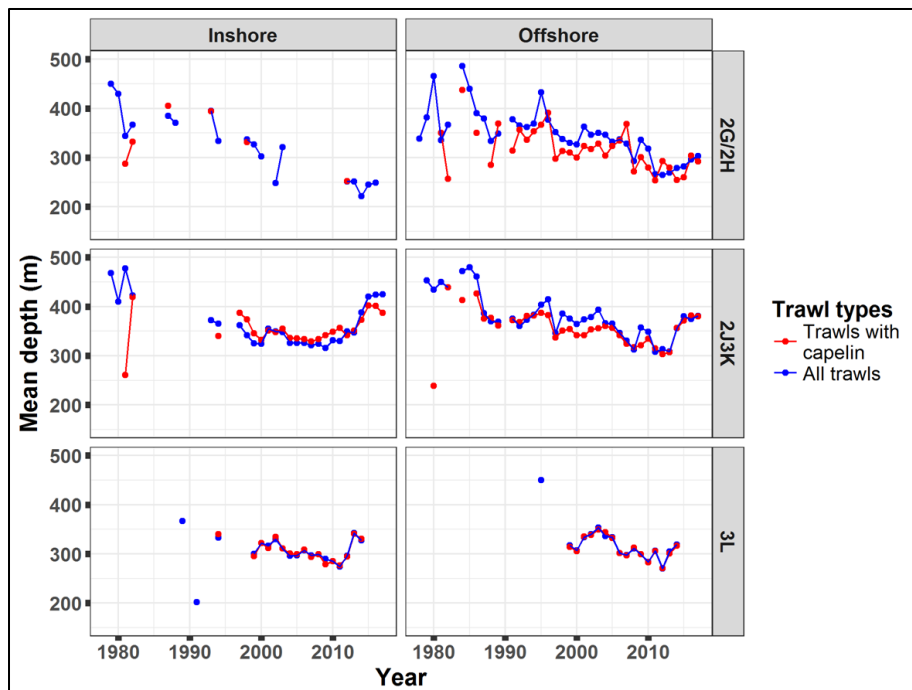 Inshore
Offshore
500
400
300
200
2G/2H
500
400
300
200
2J3K
500
400
300
200
3L
1980
1990
2000
2010
1980
1990
2000
2010
Year
Mean depth (m)
Trawl types
Trawls with
capelin
All trawls